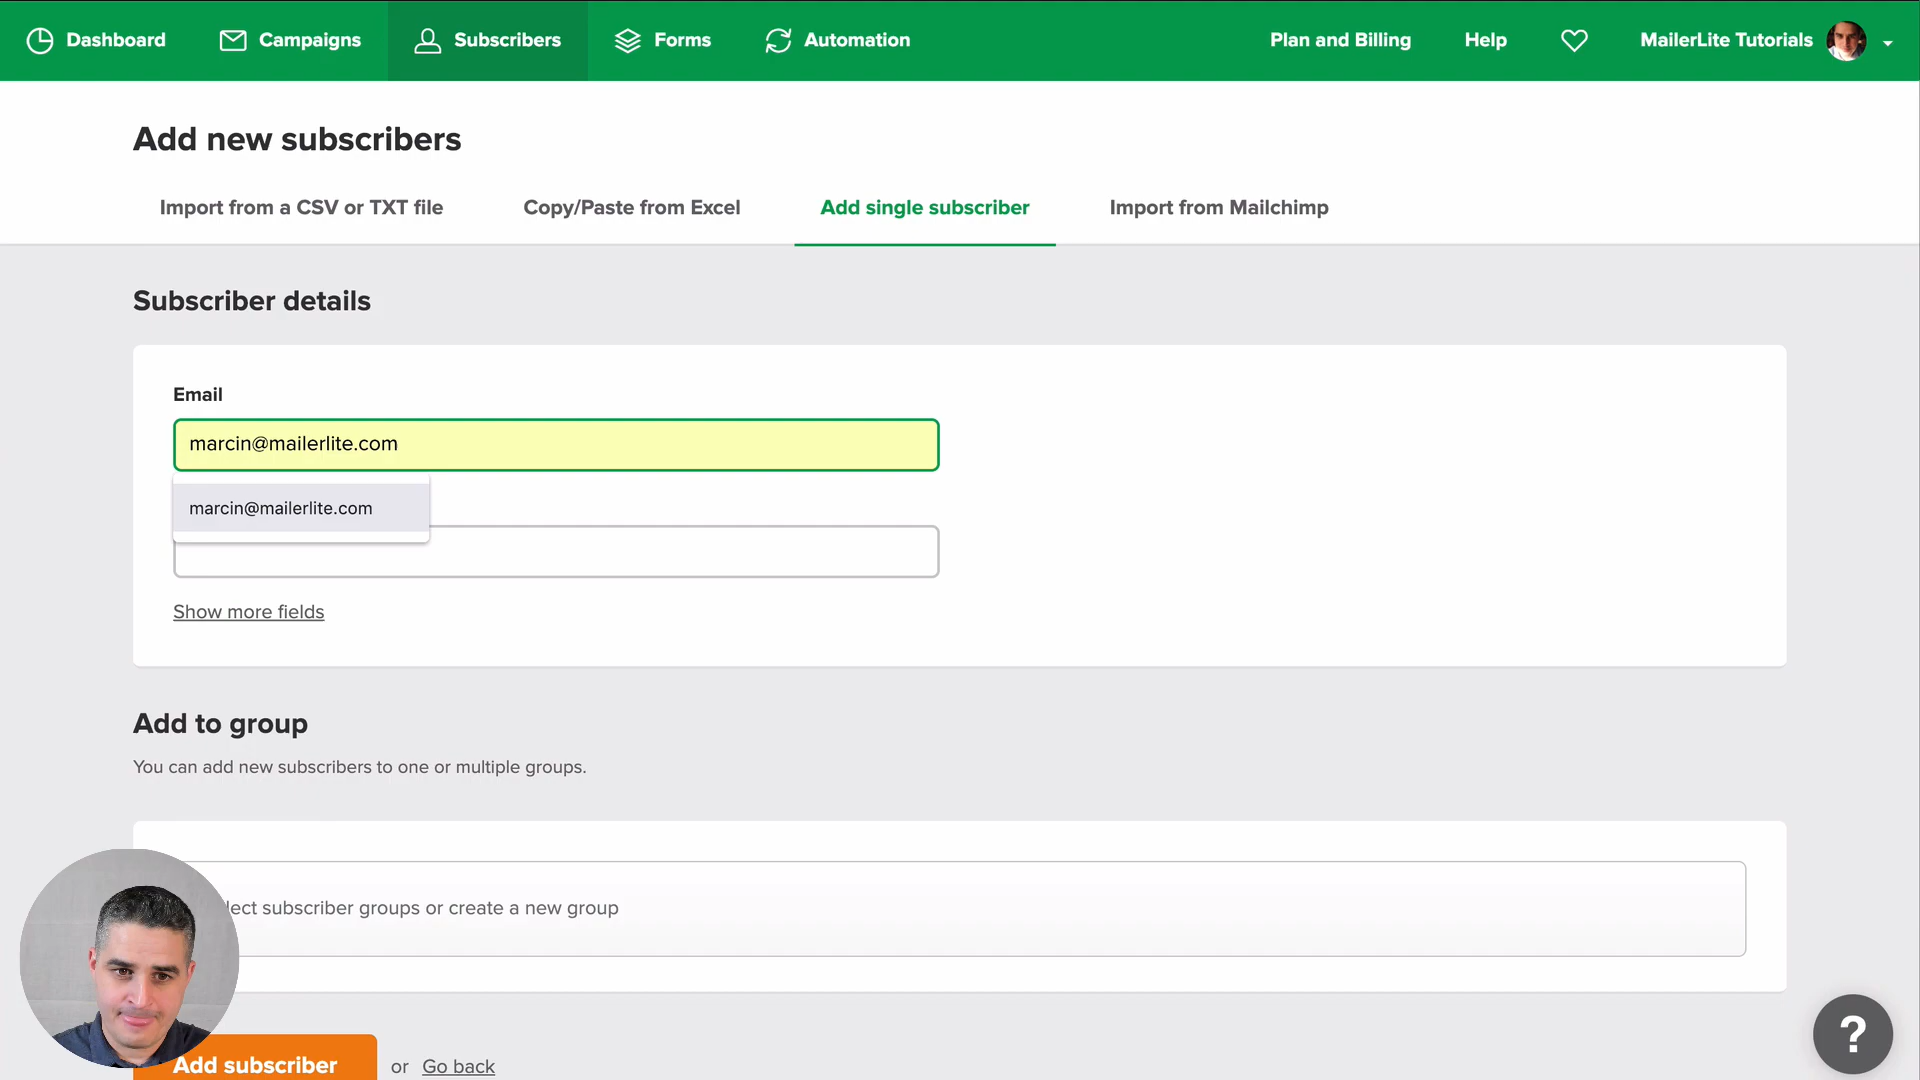 Dashboard
Campaigns
Subscribers
Forms
Automation
Plan and Billing
Help
MailerLite Tutorials
Add new subscribers
Import from a CSV or TXT file
Copy/Paste from Excel
Add single subscriber
Import from Mailchimp
Subscriber details
Email
marcin@mailerlite.com
marcin@mailerlite.com
Show more fields
Add to group
You can add new subscribers to one or multiple groups.
subscriber groups or create a new group
Add subscriber
or
Go back
?